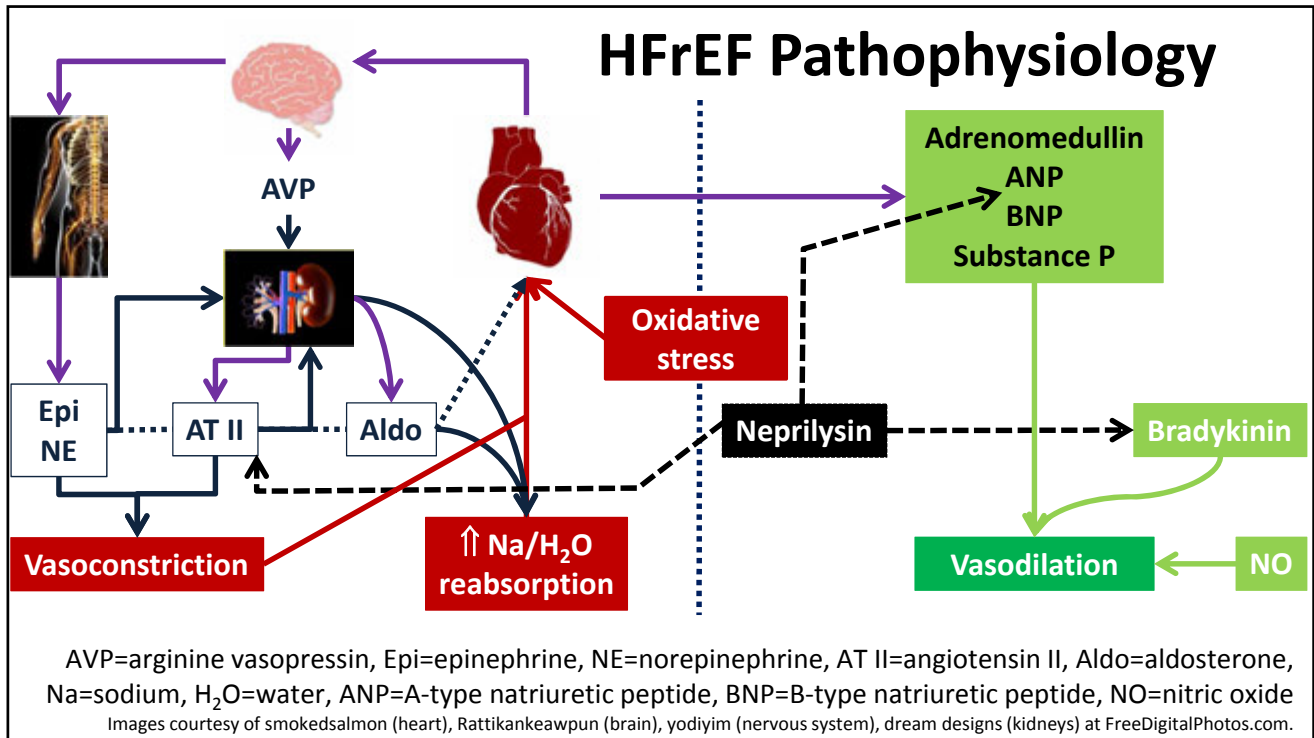 HFrEF Pathophysiology
AVP
Epi
NE
AT II
Aldo
Oxidative
stress
Vasoconstriction
⇑ Na/H₂O
reabsorption
Adrenomedullin
ANP
BNP
Substance P
Neprilysin
Bradykinin
Vasodilation
NO
AVP=arginine vasopressin, Epi=epinephrine, NE=norepinephrine, AT II=angiotensin II, Aldo=aldosterone,
Na=sodium, H₂O=water, ANP=A-type natriuretic peptide, BNP=B-type natriuretic peptide, NO=nitric oxide
Images courtesy of smokedsalmon (heart), Rattikankeawpun (brain), yodiyim (nervous system), dream designs (kidneys) at FreeDigitalPhotos.com.